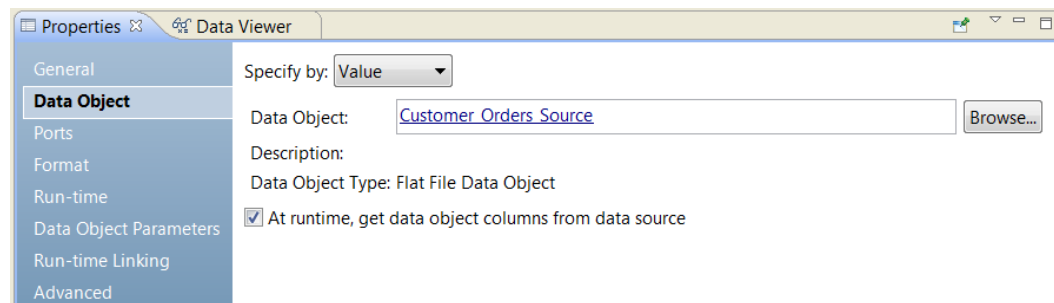 Properties Data Viewer
General
Data Object
Ports
Format
Run-time
Data Object Parameters
Run-time Linking
Advanced
Specify by: Value
Data Object: Customer_Orders_Source Browse...
Description:
Data Object Type: Flat File Data Object
At runtime, get data object columns from data source